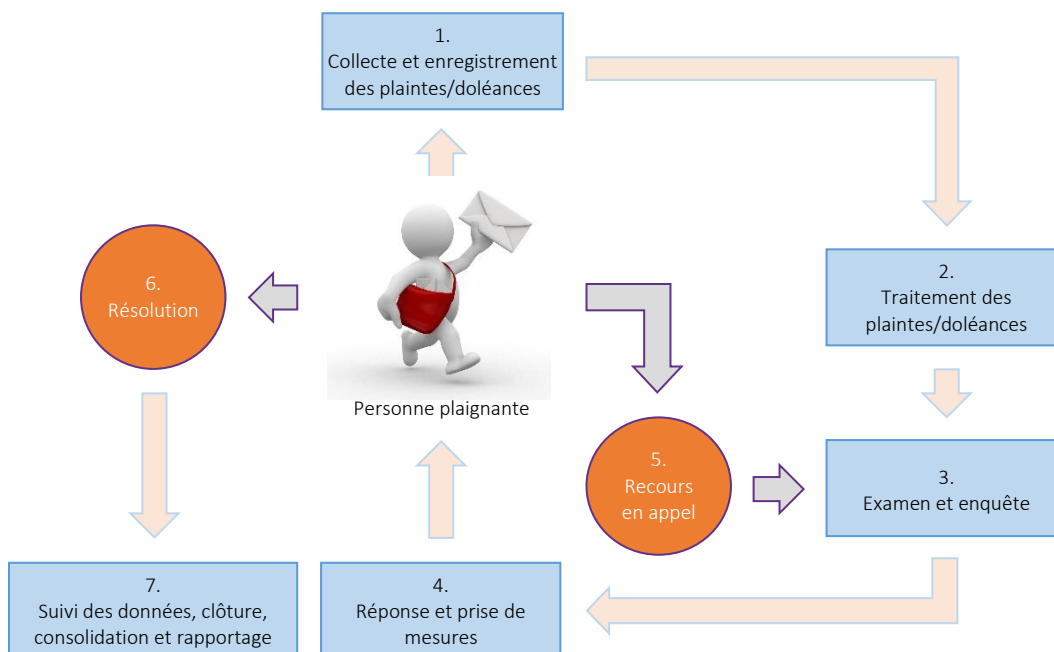 1.
Collecte et enregistrement
des plaintes/doléances
2.
Traitement des
plaintes/doléances
3.
Examen et enquête
4.
Réponse et prise de
mesures
Personne plaignante
5.
Recours
en appel
6.
Résolution
7.
Suivi des données, clôture,
consolidation et rapportage